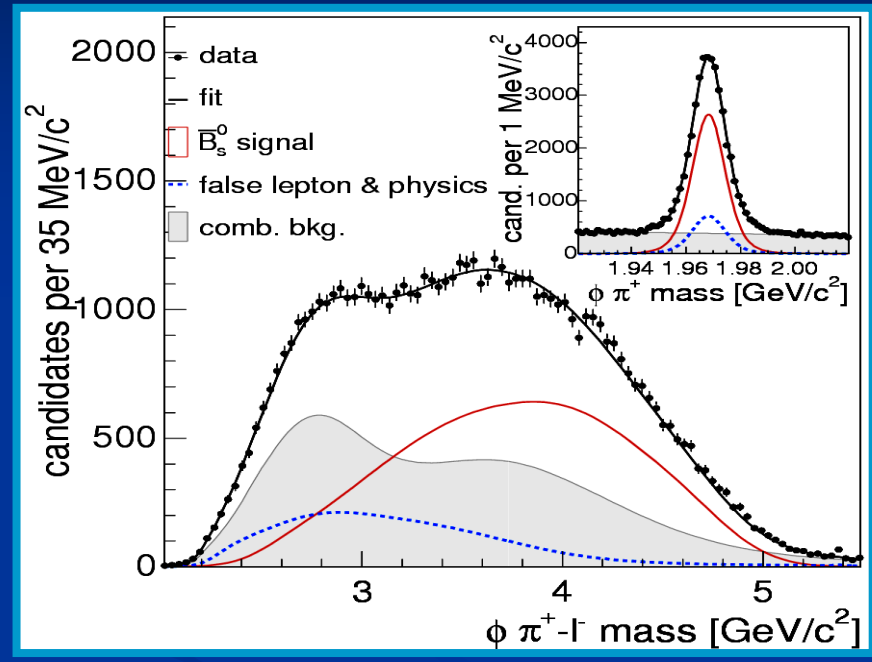 candidates per 35 MeV/c²
2000
1500
1000
500
0
data
fit
B̅ₛ⁰ signal
false lepton & physics
comb. bkg.
3
4
5
ϕ π⁺-l⁻ mass [GeV/c²]
cand. per 1 MeV/c²
4000
3000
2000
1000
0
1.94 1.96 1.98 2.00
ϕ π⁺ mass [GeV/c²]